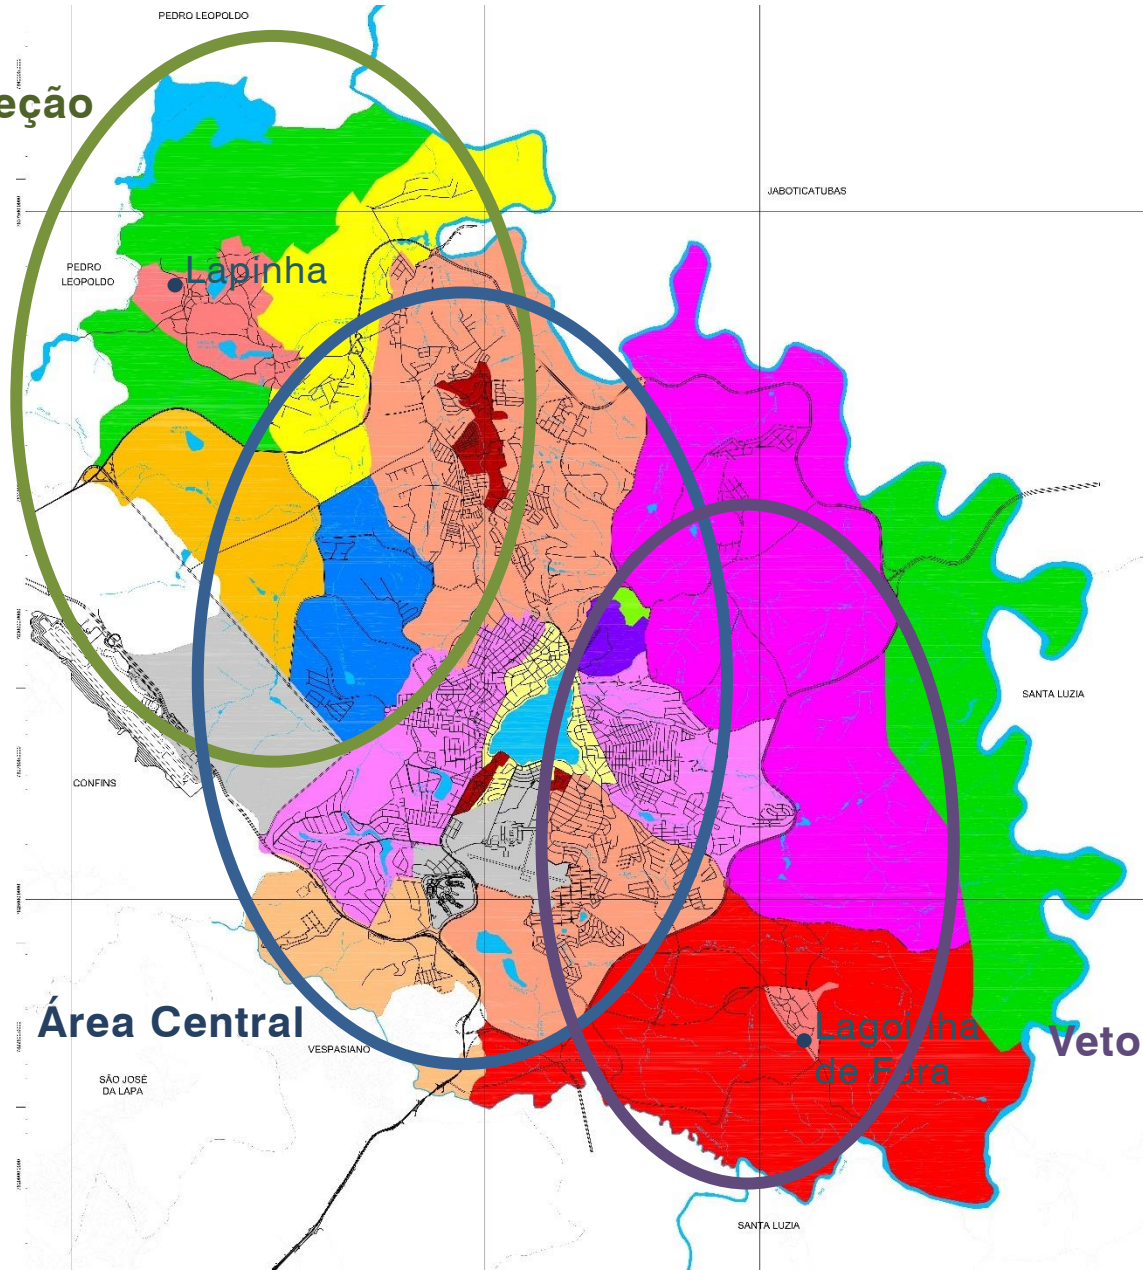 PEDRO LEOPOLDO
eção
JABOTICATUBAS
PEDRO
LEOPOLDO
Lapinha
SANTA LUZIA
CONFINS
Área Central
Lagoinha
de Fora
Veto
VESPASIANO
SÃO JOSÉ
DA LAPA
SANTA LUZIA